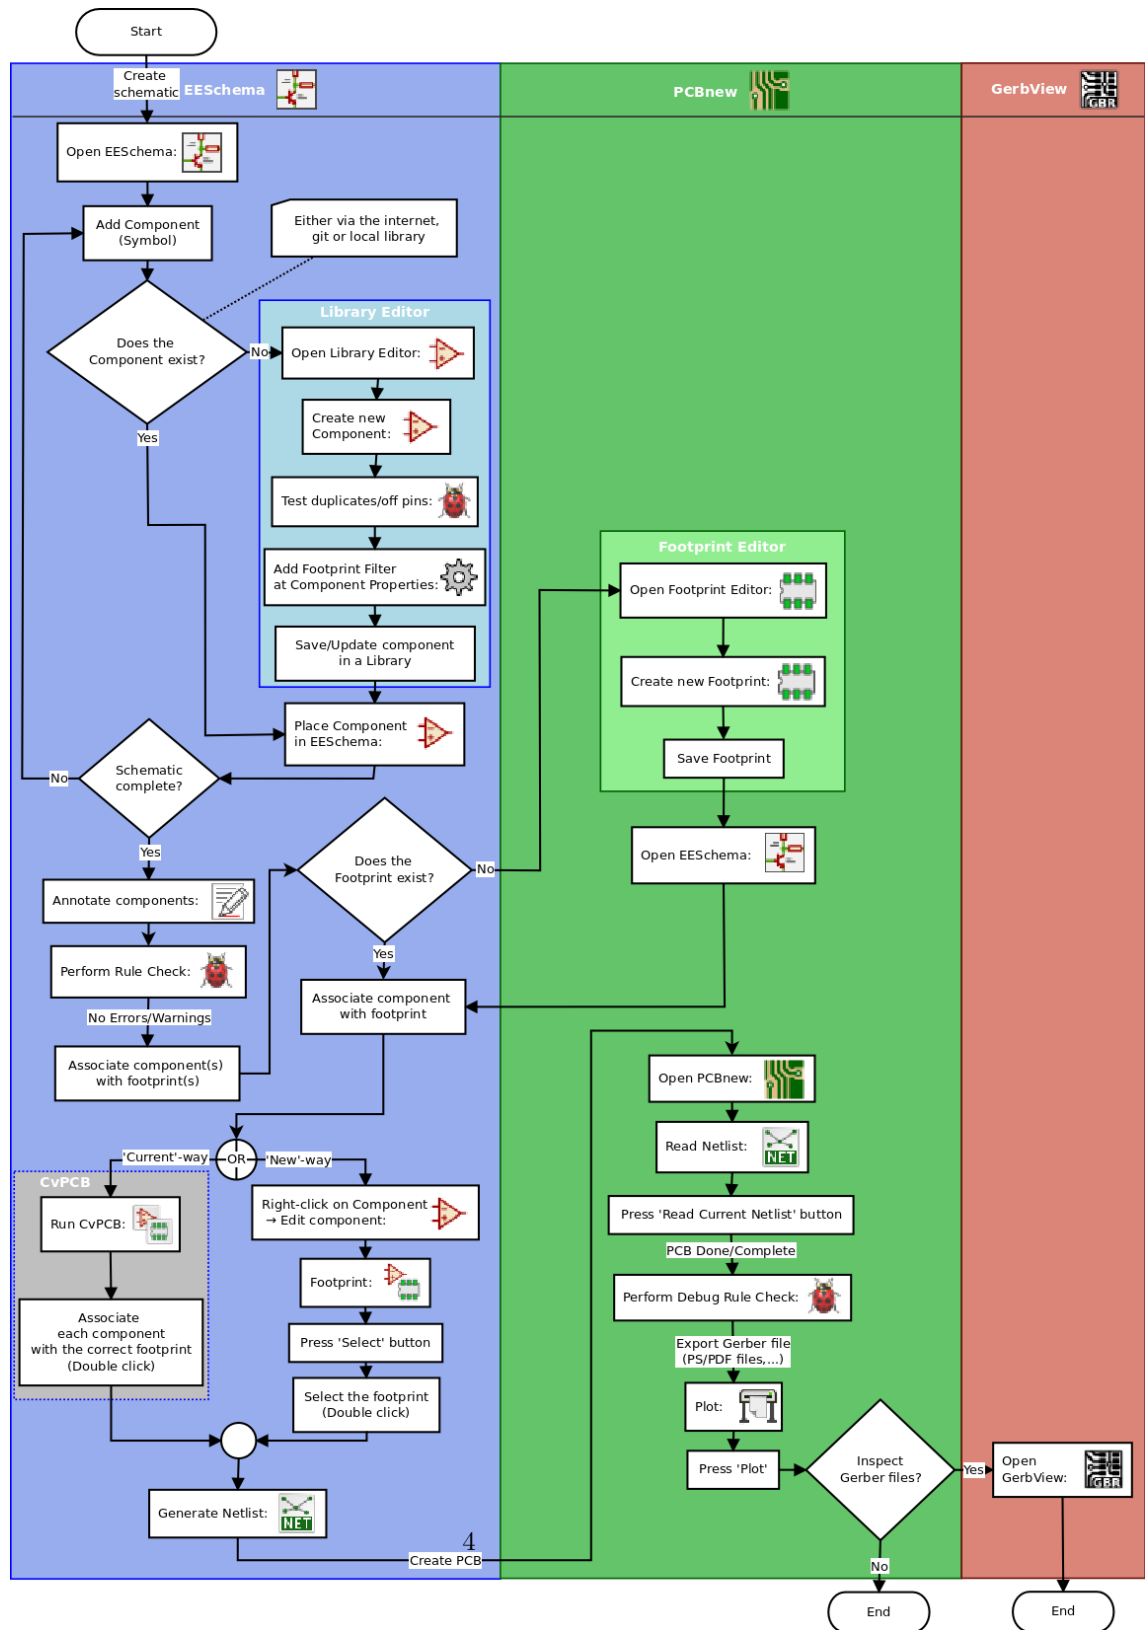 Start
Create
schematic
EESchema
PCBnew
GerbView
GBR
Open EESchema:
Add Component
(Symbol)
Either via the internet,
git or local library
Does the
Component exist?
No
Yes
Library Editor
Open Library Editor:
Create new
Component:
Test duplicates/off pins:
Add Footprint Filter
at Component Properties:
Save/Update component
in a Library
Place Component
in EESchema:
Schematic
complete?
No
Yes
Annotate components:
Perform Rule Check:
No Errors/Warnings
Associate component(s)
with footprint(s)
Does the
Footprint exist?
No
Yes
Footprint Editor
Open Footprint Editor:
Create new Footprint:
Save Footprint
Open EESchema:
Associate component
with footprint
OR
'Current'-way
'New'-way
CvPCB
Run CvPCB:
Associate
each component
with the correct footprint
(Double click)
Right-click on Component
→ Edit component:
Footprint:
Press 'Select' button
Select the footprint
(Double click)
Generate Netlist:
NET
4
Create PCB
Open PCBnew:
Read Netlist:
NET
Press 'Read Current Netlist' button
PCB Done/Complete
Perform Debug Rule Check:
Export Gerber file
(PS/PDF files,...)
Plot:
Press 'Plot'
Inspect
Gerber files?
Yes
No
Open
GerbView:
GBR
End
End